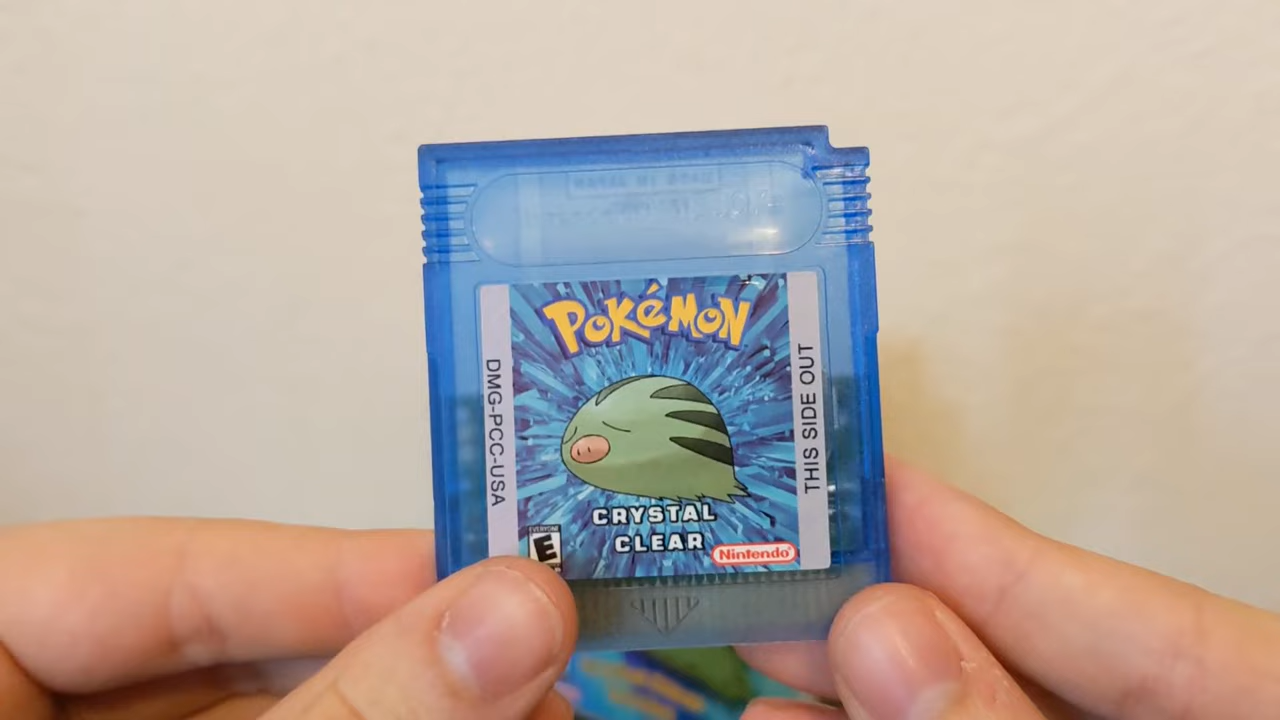 POKéMON
DMG-PCC-USA
THIS SIDE OUT
CRYSTAL
CLEAR
EVERYONE
E
Nintendo®